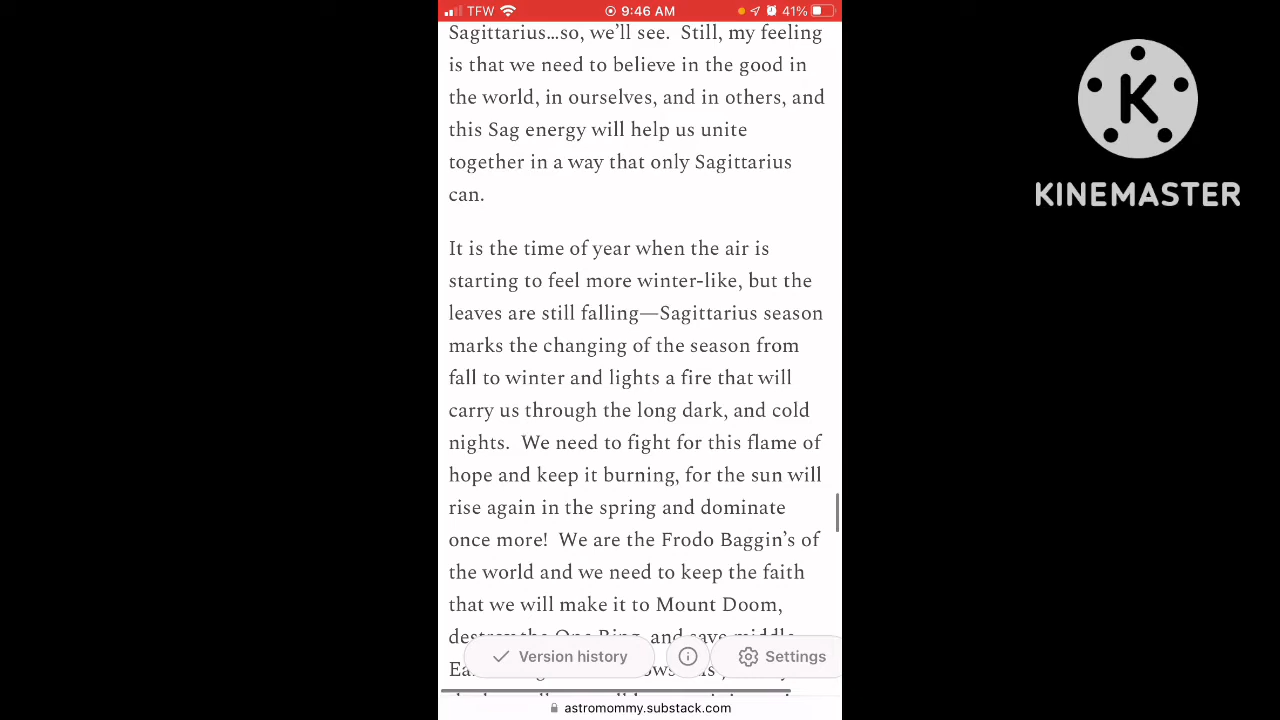 TFW 9:46 AM 41%
Sagittarius...so, we'll see.  Still, my feeling
is that we need to believe in the good in
the world, in ourselves, and in others, and
this Sag energy will help us unite
together in a way that only Sagittarius
can.
It is the time of year when the air is
starting to feel more winter-like, but the
leaves are still falling—Sagittarius season
marks the changing of the season from
fall to winter and lights a fire that will
carry us through the long dark, and cold
nights.  We need to fight for this flame of
hope and keep it burning, for the sun will
rise again in the spring and dominate
once more!  We are the Frodo Baggin's of
the world and we need to keep the faith
that we will make it to Mount Doom,
destroy the One Ring, and save middle
Version history
Settings
astromommy.substack.com
K
KINEMASTER